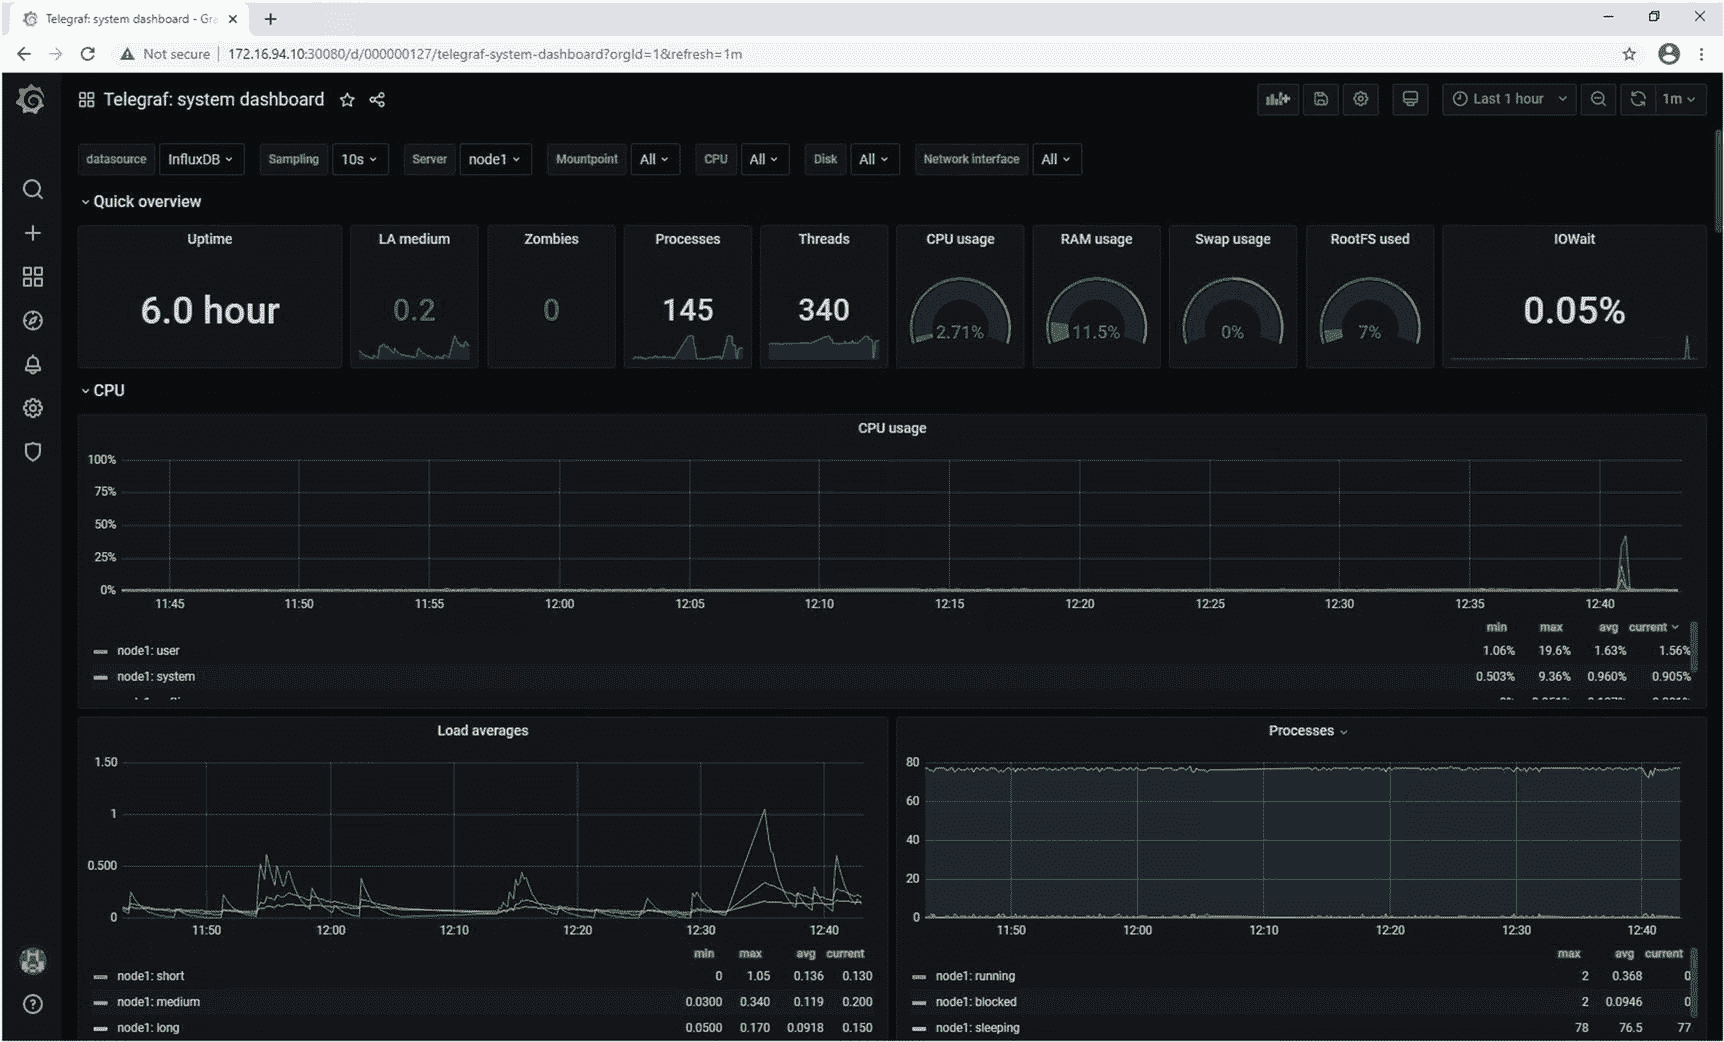 Telegraf: system dashboard - Gra
Not secure 172.16.94.10:30080/d/000000127/telegraf-system-dashboard?orgId=1&refresh=1m
Telegraf: system dashboard Last 1 hour 1m
datasource InfluxDB Sampling 10s Server node1 Mountpoint All CPU All Disk All Network interface All
Quick overview
Uptime LA medium Zombies Processes Threads CPU usage RAM usage Swap usage RootFS used IOWait
6.0 hour 0.2 0 145 340 2.71% 11.5% 0% 7% 0.05%
CPU
CPU usage
100%
75%
50%
25%
0%
11:45 11:50 11:55 12:00 12:05 12:10 12:15 12:20 12:25 12:30 12:35 12:40
min max avg current
node1: user 1.06% 19.6% 1.63% 1.56%
node1: system 0.503% 9.36% 0.960% 0.905%
Load averages
1.50
1
0.500
0
11:50 12:00 12:10 12:20 12:30 12:40
min max avg current
node1: short 0 1.05 0.136 0.130
node1: medium 0.0300 0.340 0.119 0.200
node1: long 0.0500 0.170 0.0918 0.150
Processes
80
60
40
20
0
11:50 12:00 12:10 12:20 12:30 12:40
max avg current
node1: running 2 0.368 0
node1: blocked 2 0.0946 0
node1: sleeping 78 76.5 77